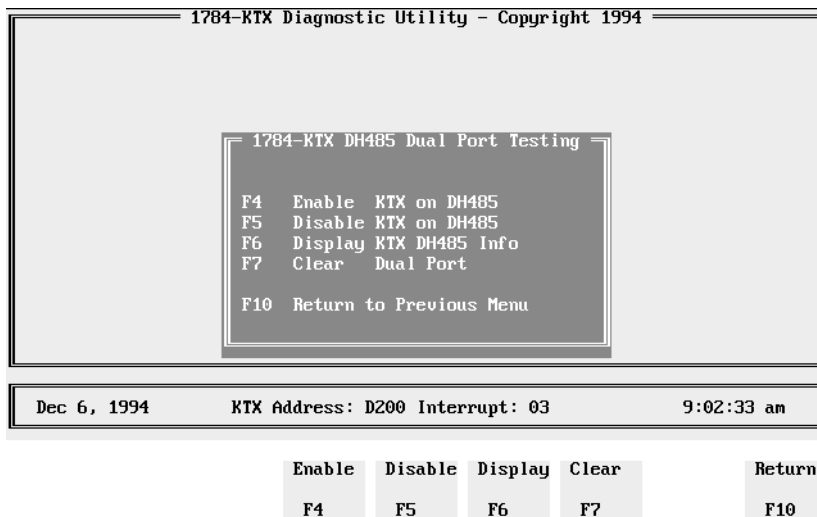 1784-KTX Diagnostic Utility - Copyright 1994
1784-KTX DH485 Dual Port Testing
F4 Enable KTX on DH485
F5 Disable KTX on DH485
F6 Display KTX DH485 Info
F7 Clear Dual Port
F10 Return to Previous Menu
Dec 6, 1994 KTX Address: D200 Interrupt: 03 9:02:33 am
Enable Disable Display Clear Return
F4 F5 F6 F7 F10